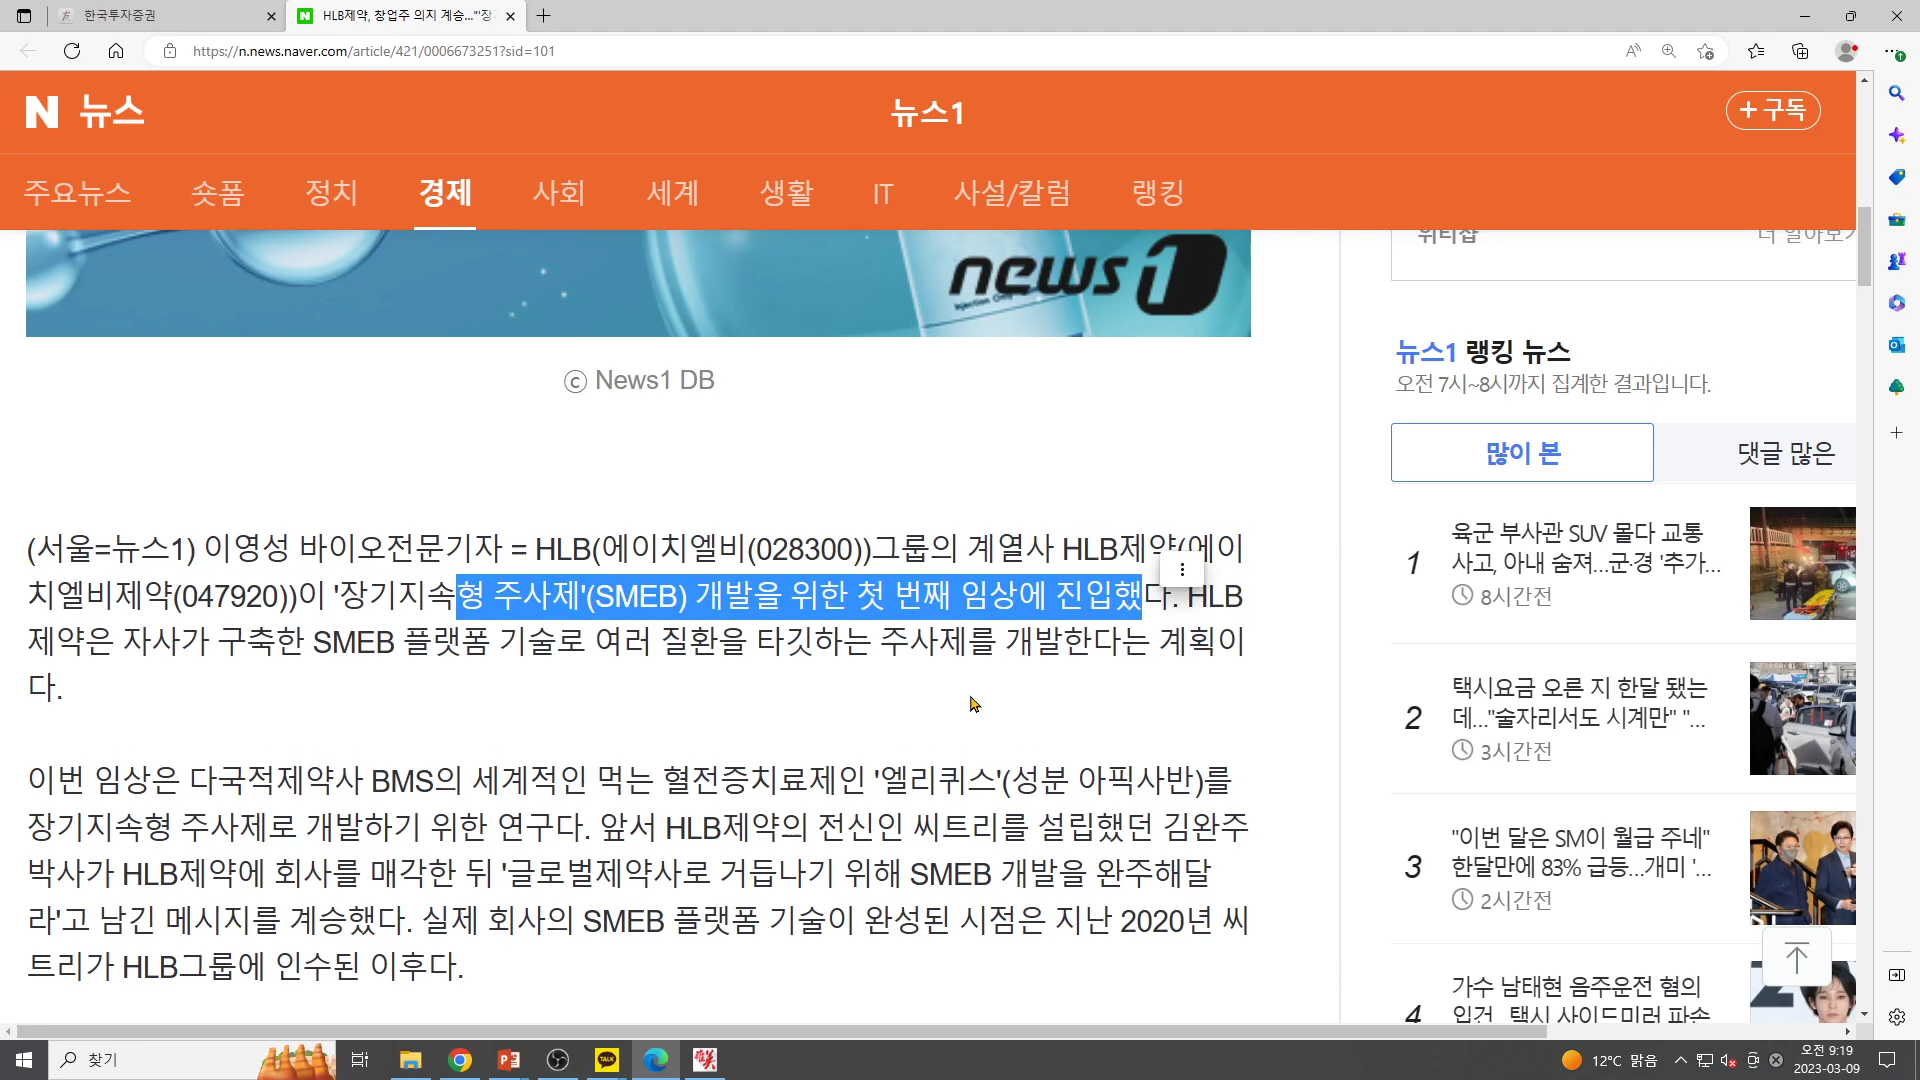 한국투자증권
HLB제약, 창업주 의지 계승..."'장
https://n.news.naver.com/article/421/0006673251?sid=101
N 뉴스
뉴스1
+ 구독
주요뉴스 숏폼 정치 경제 사회 세계 생활 IT 사설/칼럼 랭킹
news1
Injection Only
ⓒ News1 DB
(서울=뉴스1) 이영성 바이오전문기자 = HLB(에이치엘비(028300))그룹의 계열사 HLB제약(에이
치엘비제약(047920))이 '장기지속형 주사제'(SMEB) 개발을 위한 첫 번째 임상에 진입했다. HLB
제약은 자사가 구축한 SMEB 플랫폼 기술로 여러 질환을 타깃하는 주사제를 개발한다는 계획이
다.
이번 임상은 다국적제약사 BMS의 세계적인 먹는 혈전증치료제인 '엘리퀴스'(성분 아픽사반)를
장기지속형 주사제로 개발하기 위한 연구다. 앞서 HLB제약의 전신인 씨트리를 설립했던 김완주
박사가 HLB제약에 회사를 매각한 뒤 '글로벌제약사로 거듭나기 위해 SMEB 개발을 완주해달
라'고 남긴 메시지를 계승했다. 실제 회사의 SMEB 플랫폼 기술이 완성된 시점은 지난 2020년 씨
트리가 HLB그룹에 인수된 이후다.
위티샵
더 알아보기
뉴스1 랭킹 뉴스
오전 7시~8시까지 집계한 결과입니다.
많이 본
댓글 많은
1
육군 부사관 SUV 몰다 교통
사고, 아내 숨져...군·경 '추가...
8시간전
2
택시요금 오른 지 한달 됐는
데..."술자리서도 시계만" "...
3시간전
3
"이번 달은 SM이 월급 주네"
한달만에 83% 급등...개미 '...
2시간전
4
가수 남태현 음주운전 혐의
입건...택시 사이드미러 파손
찾기
TALK
12°C 맑음
오전 9:19
2023-03-09